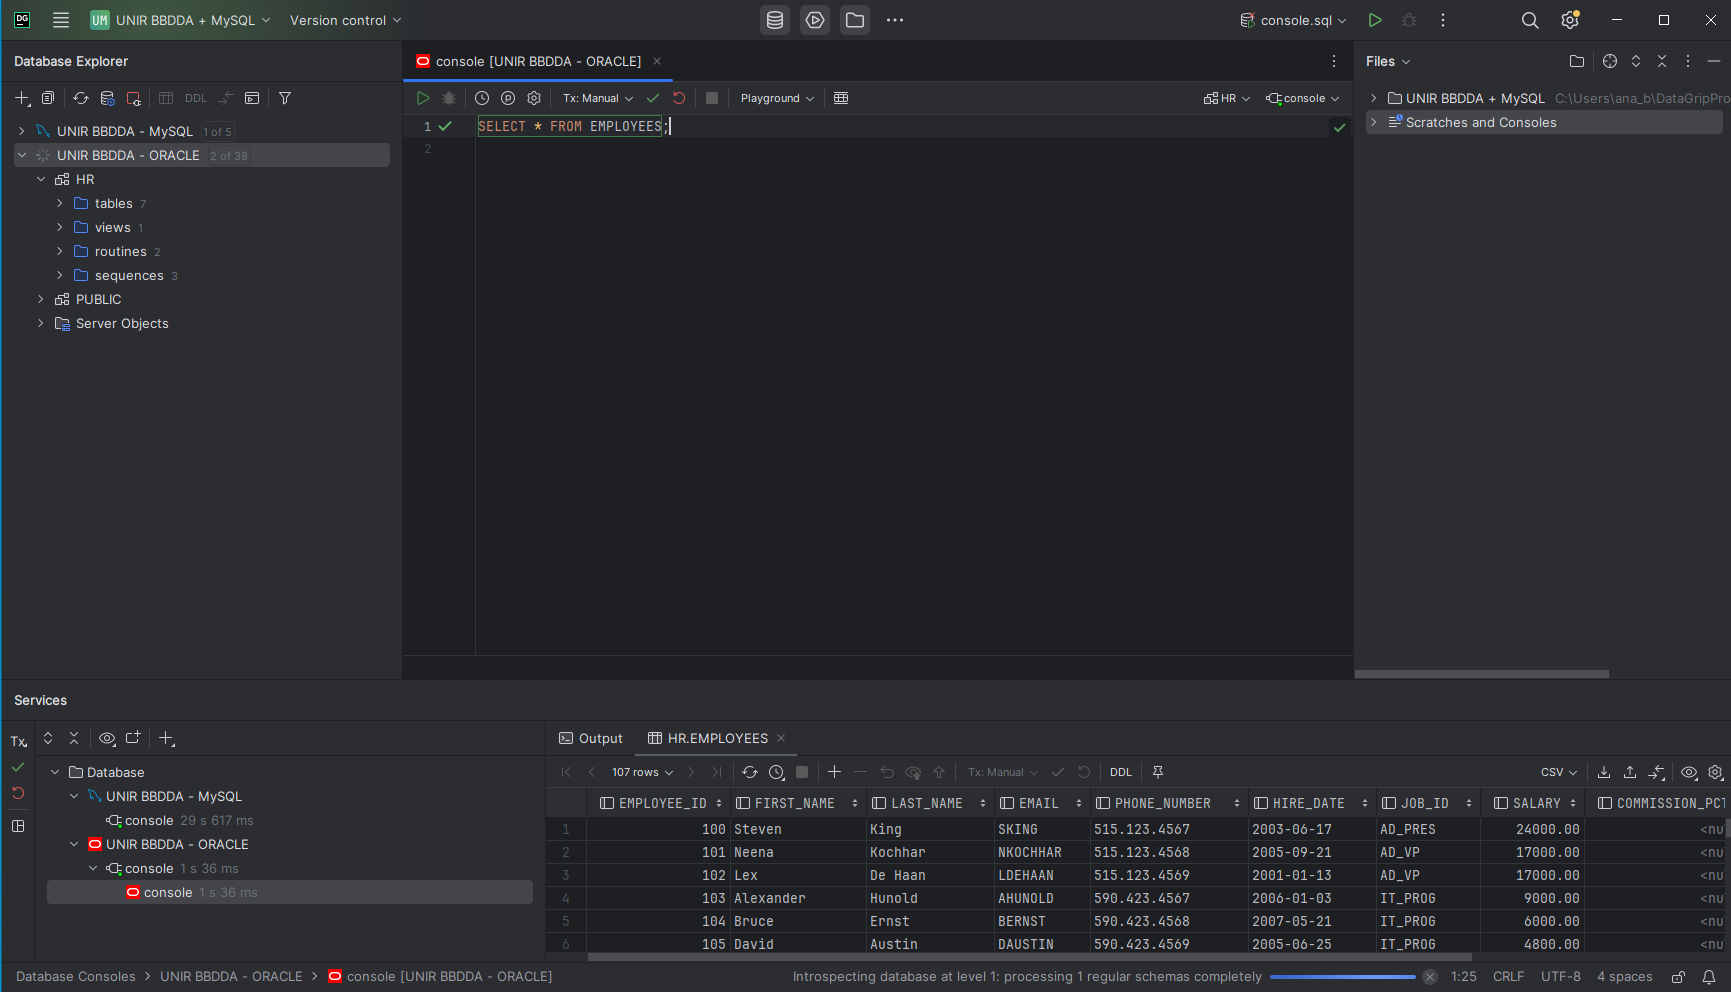 DG
UM UNIR BBDDA + MySQL
Version control
console.sql
Database Explorer
console [UNIR BBDDA - ORACLE]
Files
DDL
Tx: Manual
Playground
HR
console
UNIR BBDDA + MySQL C:\Users\ana_b\DataGripPro
Scratches and Consoles
UNIR BBDDA - MySQL 1 of 5
UNIR BBDDA - ORACLE 2 of 38
HR
tables 7
views 1
routines 2
sequences 3
PUBLIC
Server Objects
1 SELECT * FROM EMPLOYEES;
2
Services
Tx
Database
UNIR BBDDA - MySQL
console 29 s 617 ms
UNIR BBDDA - ORACLE
console 1 s 36 ms
console 1 s 36 ms
Output
HR.EMPLOYEES
107 rows
Tx: Manual
DDL
CSV
EMPLOYEE_ID FIRST_NAME LAST_NAME EMAIL PHONE_NUMBER HIRE_DATE JOB_ID SALARY COMMISSION_PCT
1 100 Steven King SKING 515.123.4567 2003-06-17 AD_PRES 24000.00 <nu
2 101 Neena Kochhar NKOCHHAR 515.123.4568 2005-09-21 AD_VP 17000.00 <nu
3 102 Lex De Haan LDEHAAN 515.123.4569 2001-01-13 AD_VP 17000.00 <nu
4 103 Alexander Hunold AHUNOLD 590.423.4567 2006-01-03 IT_PROG 9000.00 <nu
5 104 Bruce Ernst BERNST 590.423.4568 2007-05-21 IT_PROG 6000.00 <nu
6 105 David Austin DAUSTIN 590.423.4569 2005-06-25 IT_PROG 4800.00 <nu
Database Consoles
UNIR BBDDA - ORACLE
console [UNIR BBDDA - ORACLE]
Introspecting database at level 1: processing 1 regular schemas completely
1:25
CRLF
UTF-8
4 spaces